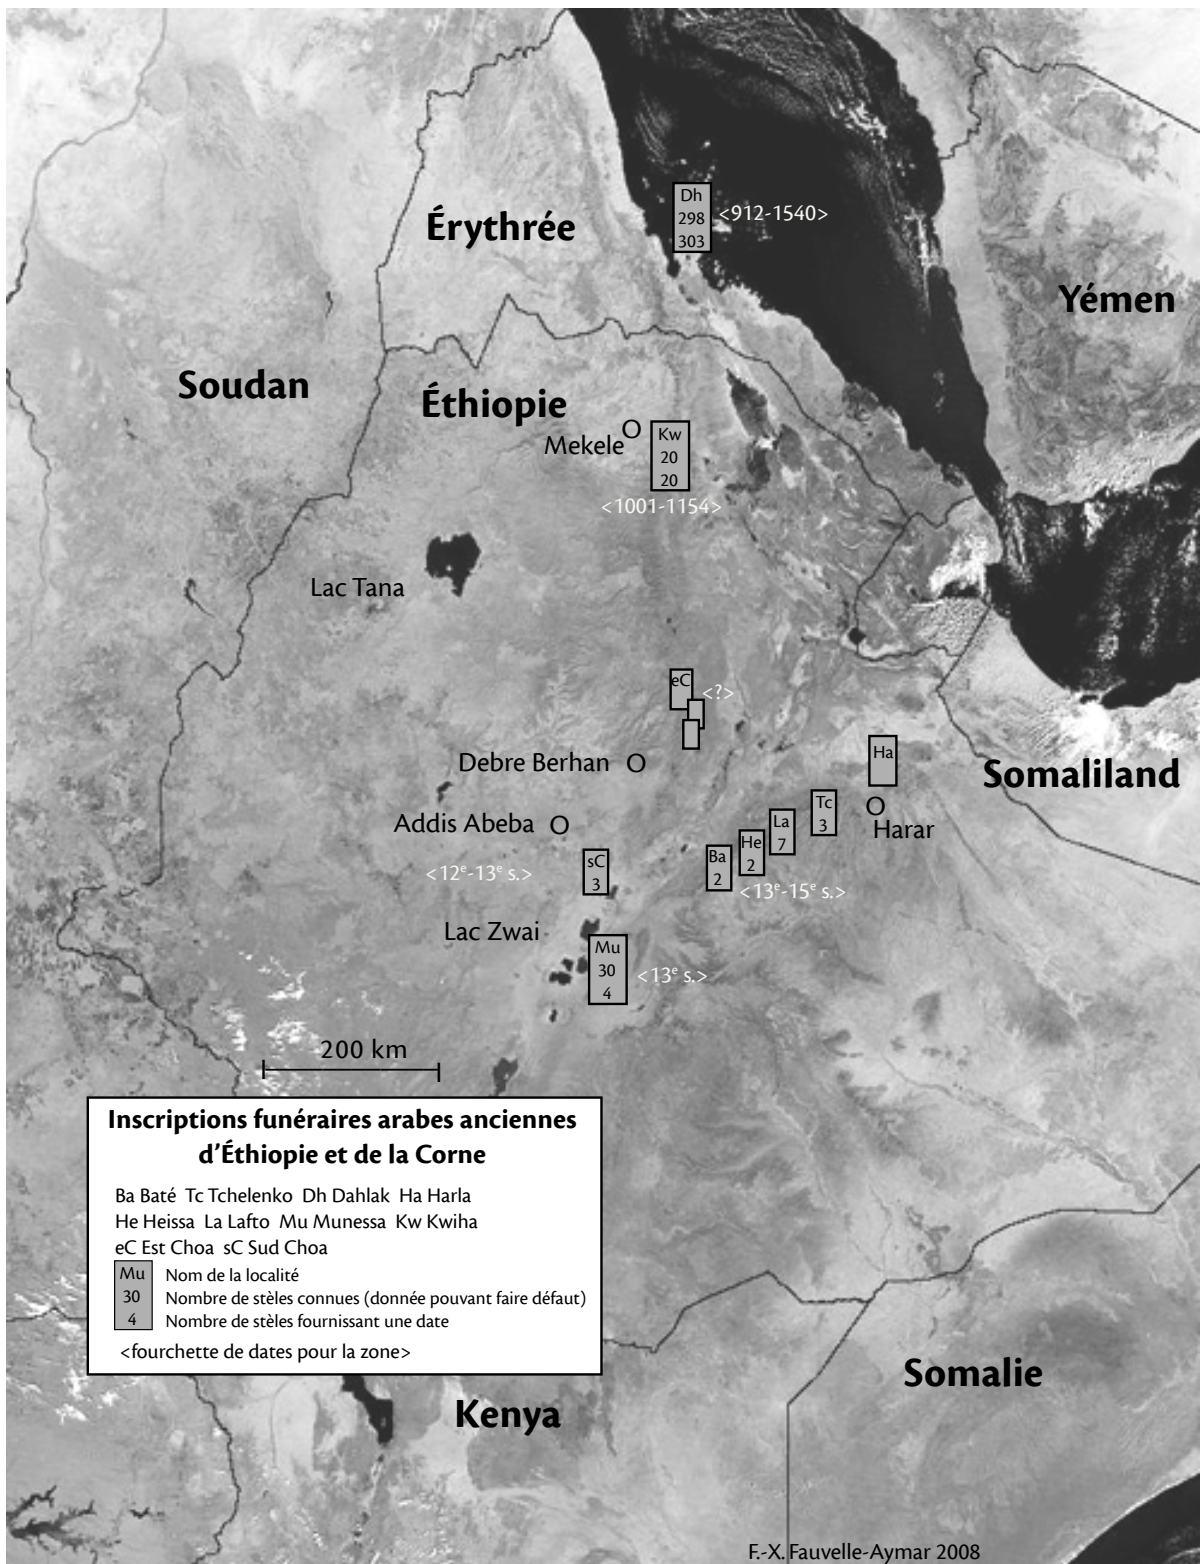 Dh
298
303
<912-1540>
Érythrée
Yémen
Soudan
Éthiopie
Mekele
Kw
20
20
<1001-1154>
Lac Tana
eC
<?>
Debre Berhan
Ha
Somaliland
Harar
Tc
3
La
7
He
2
Ba
2
<13e-15e s.>
Addis Abeba
sC
3
<12e-13e s.>
Lac Zwai
Mu
30
4
<13e s.>
200 km
Inscriptions funéraires arabes anciennes
d'Éthiopie et de la Corne
Ba Baté Tc Tchelenko Dh Dahlak Ha Harla
He Heissa La Lafto Mu Munessa Kw Kwiha
eC Est Choa sC Sud Choa
Mu Nom de la localité
30 Nombre de stèles connues (donnée pouvant faire défaut)
4 Nombre de stèles fournissant une date
<fourchette de dates pour la zone>
Somalie
Kenya
F.-X. Fauvelle-Aymar 2008